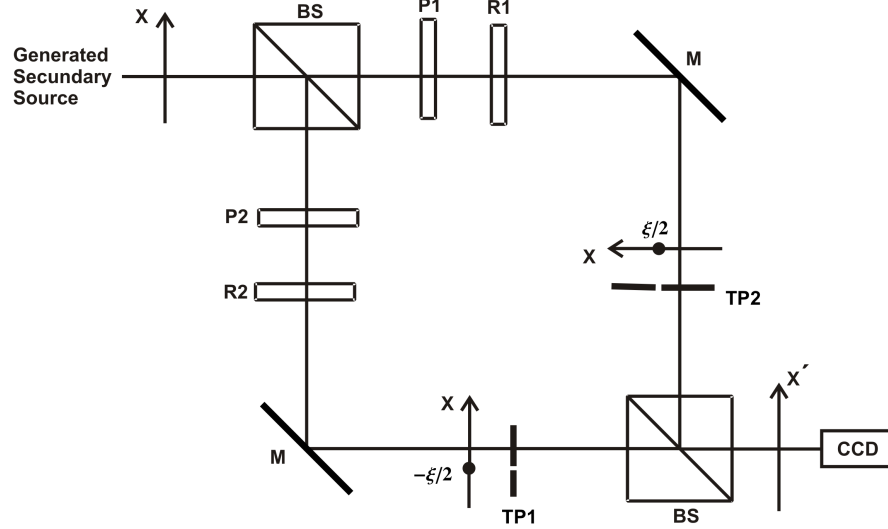 X
BS
P1
R1
M
Generated
Secundary
Source
P2
ξ/2
X
R2
TP2
X
X´
M
−ξ/2
CCD
TP1
BS